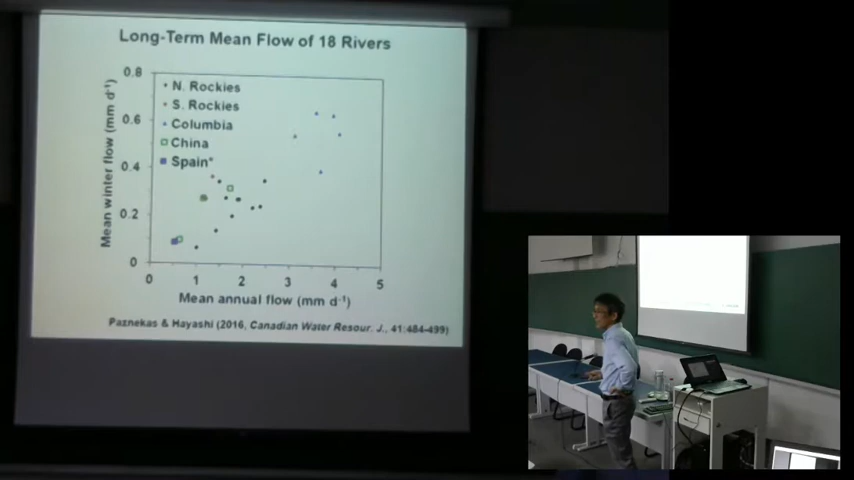 Long-Term Mean Flow of 18 Rivers
Mean winter flow (mm d⁻¹)
0.8
0.6
0.4
0.2
0
N. Rockies
S. Rockies
Columbia
China
Spain*
0 1 2 3 4 5
Mean annual flow (mm d⁻¹)
Paznekas & Hayashi (2016, Canadian Water Resour. J., 41:484-499)